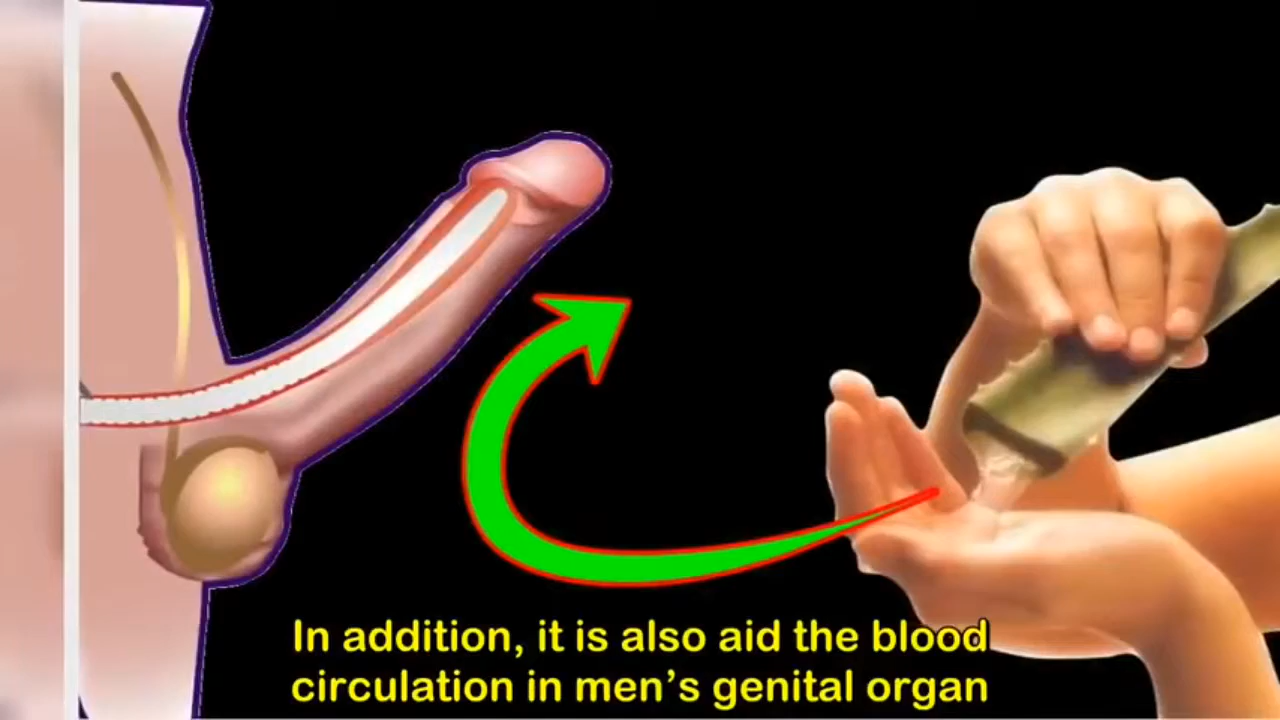 In addition, it is also aid the blood
circulation in men's genital organ